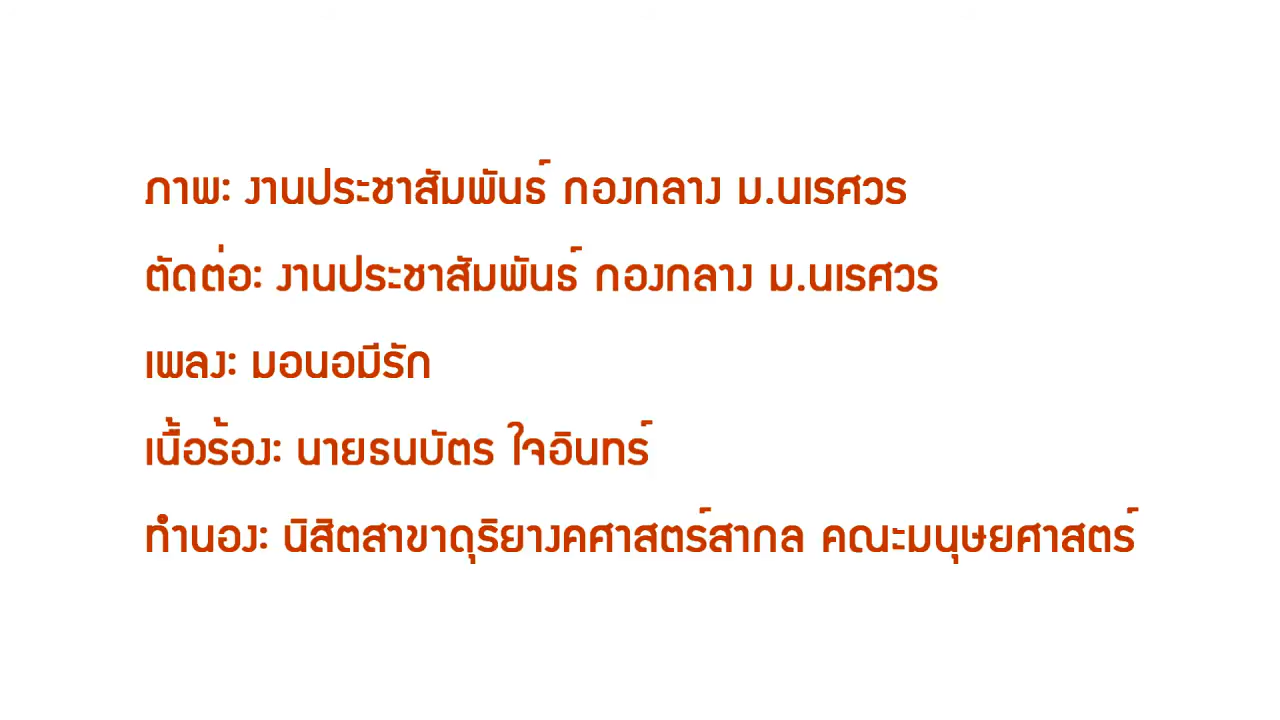 ภาพ: งานประชาสัมพันธ์ กองกลาง ม.นเรศวร
ตัดต่อ: งานประชาสัมพันธ์ กองกลาง ม.นเรศวร
เพลง: มอนอมีรัก
เนื้อร้อง: นายธนบัตร ใจอินทร์
ทำนอง: นิสิตสาขาดุริยางคศาสตร์สากล คณะมนุษยศาสตร์